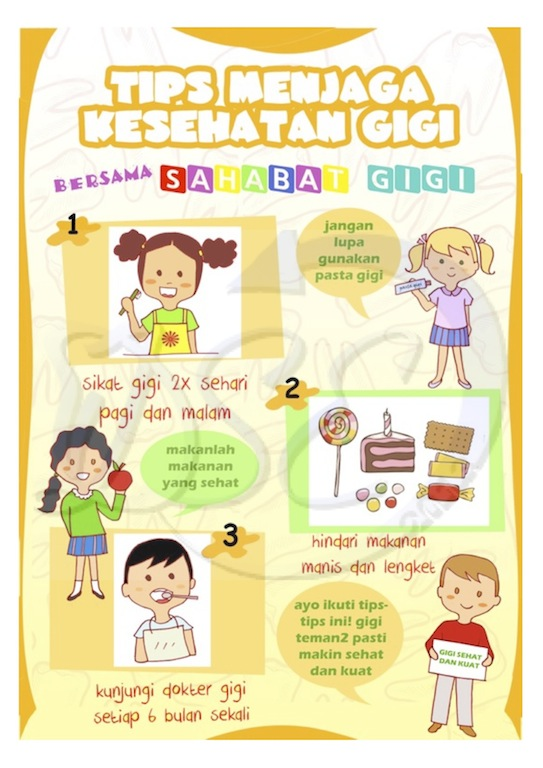 TIPS MENJAGA
KESEHATAN GIGI
BERSAMA SAHABAT GIGI
1
jangan
lupa
gunakan
pasta gigi
pasta gigi
sikat gigi 2X sehari
pagi dan malam
2
makanlah
makanan
yang sehat
hindari makanan
manis dan lengket
3
ayo ikuti tips-
tips ini! gigi
teman2 pasti
makin sehat
dan kuat
GIGI SEHAT
DAN KUAT
kunjungi dokter gigi
setiap 6 bulan sekali